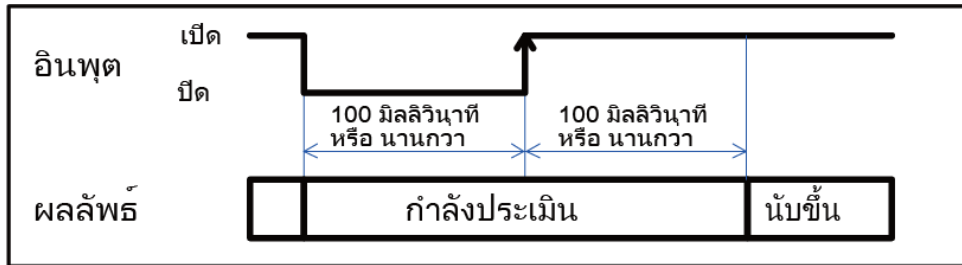 เปิด
อินพุต
ปิด
100 มิลลิวินาที
หรือ นานกวา
100 มิลลิวินาที
หรือ นานกวา
ผลลัพธ์
กำลังประเมิน
นับขึ้น